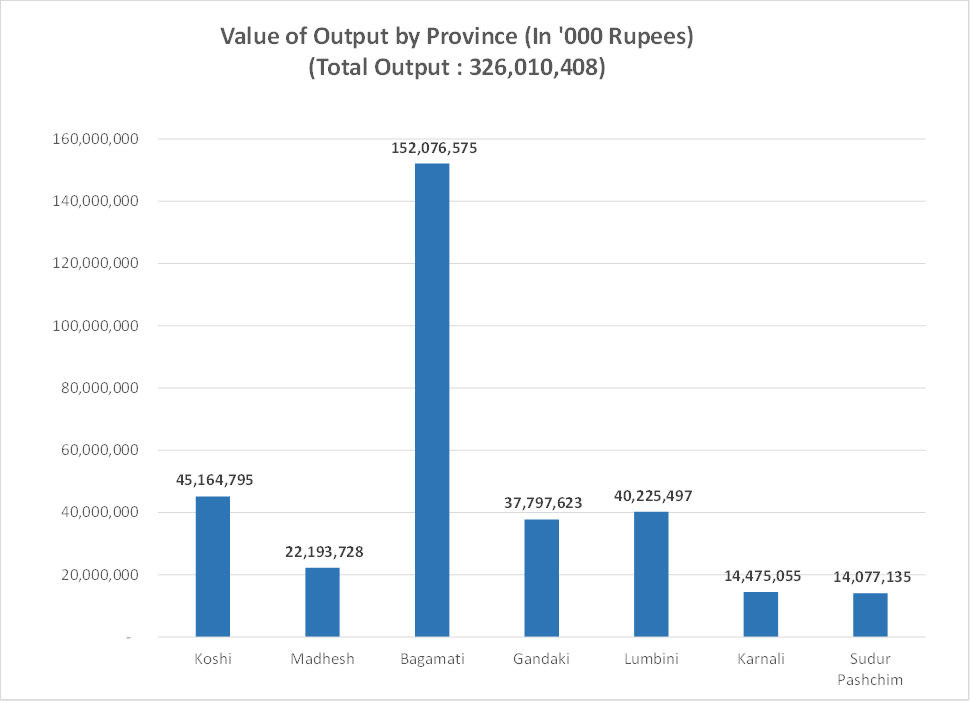 Value of Output by Province (In '000 Rupees)
(Total Output : 326,010,408)
160,000,000
140,000,000
120,000,000
100,000,000
80,000,000
60,000,000
40,000,000
20,000,000
-
45,164,795
22,193,728
152,076,575
37,797,623
40,225,497
14,475,055
14,077,135
Koshi
Madhesh
Bagamati
Gandaki
Lumbini
Karnali
Sudur
Pashchim